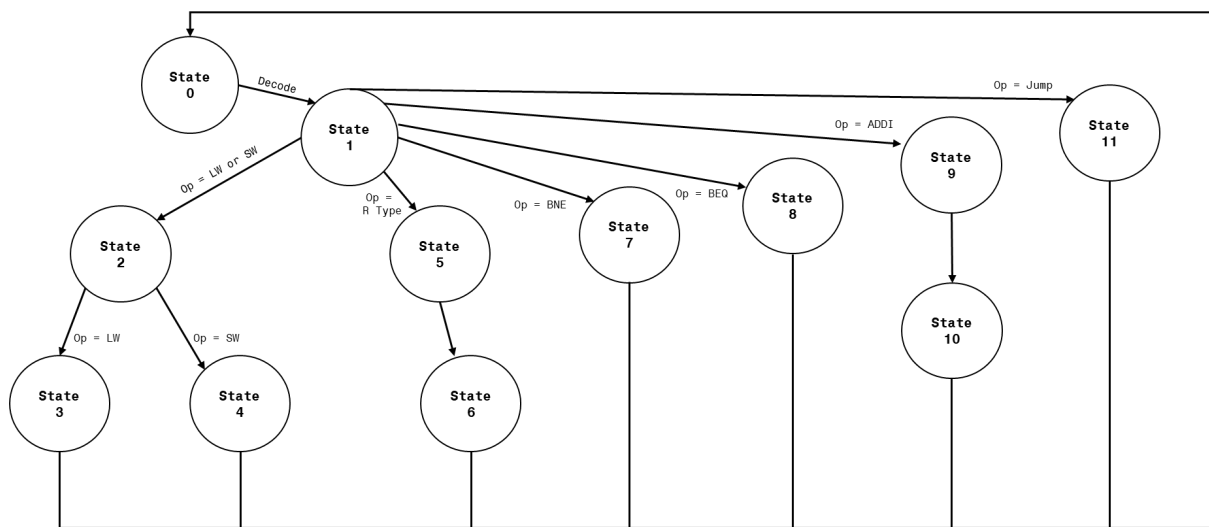 State
0
Decode
State
1
Op = Jump
State
11
Op = ADDI
State
9
Op = LW or SW
Op =
R Type
Op = BNE
Op = BEQ
State
8
State
7
State
2
State
5
Op = LW
Op = SW
State
10
State
3
State
4
State
6